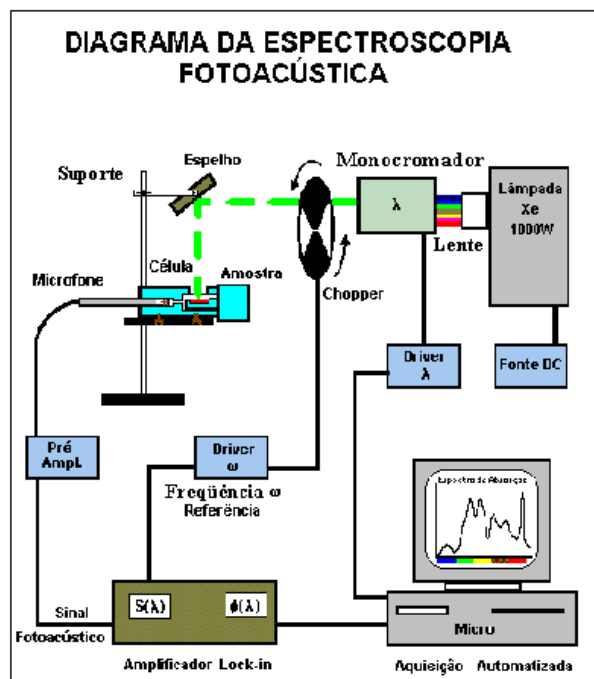 DIAGRAMA DA ESPECTROSCOPIA
FOTOACÚSTICA
Espelho
Suporte
Monocromador
λ
Lâmpada
Xe
1000W
Lente
Célula
Amostra
Microfone
Chopper
Driver
λ
Fonte DC
Pré
Ampl.
Driver
ω
Freqüência ω
Referência
Espectro de Absorção
S(λ)
ϕ(λ)
Sinal
Fotoacústico
Micro
Amplificador Lock-in
Aquisição Automatizada